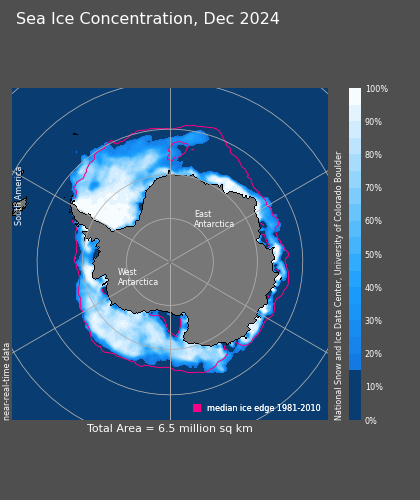 Sea Ice Concentration, Dec 2024
South America
East
Antarctica
West
Antarctica
near-real-time data
median ice edge 1981-2010
Total Area = 6.5 million sq km
National Snow and Ice Data Center, University of Colorado Boulder
100%
90%
80%
70%
60%
50%
40%
30%
20%
10%
0%